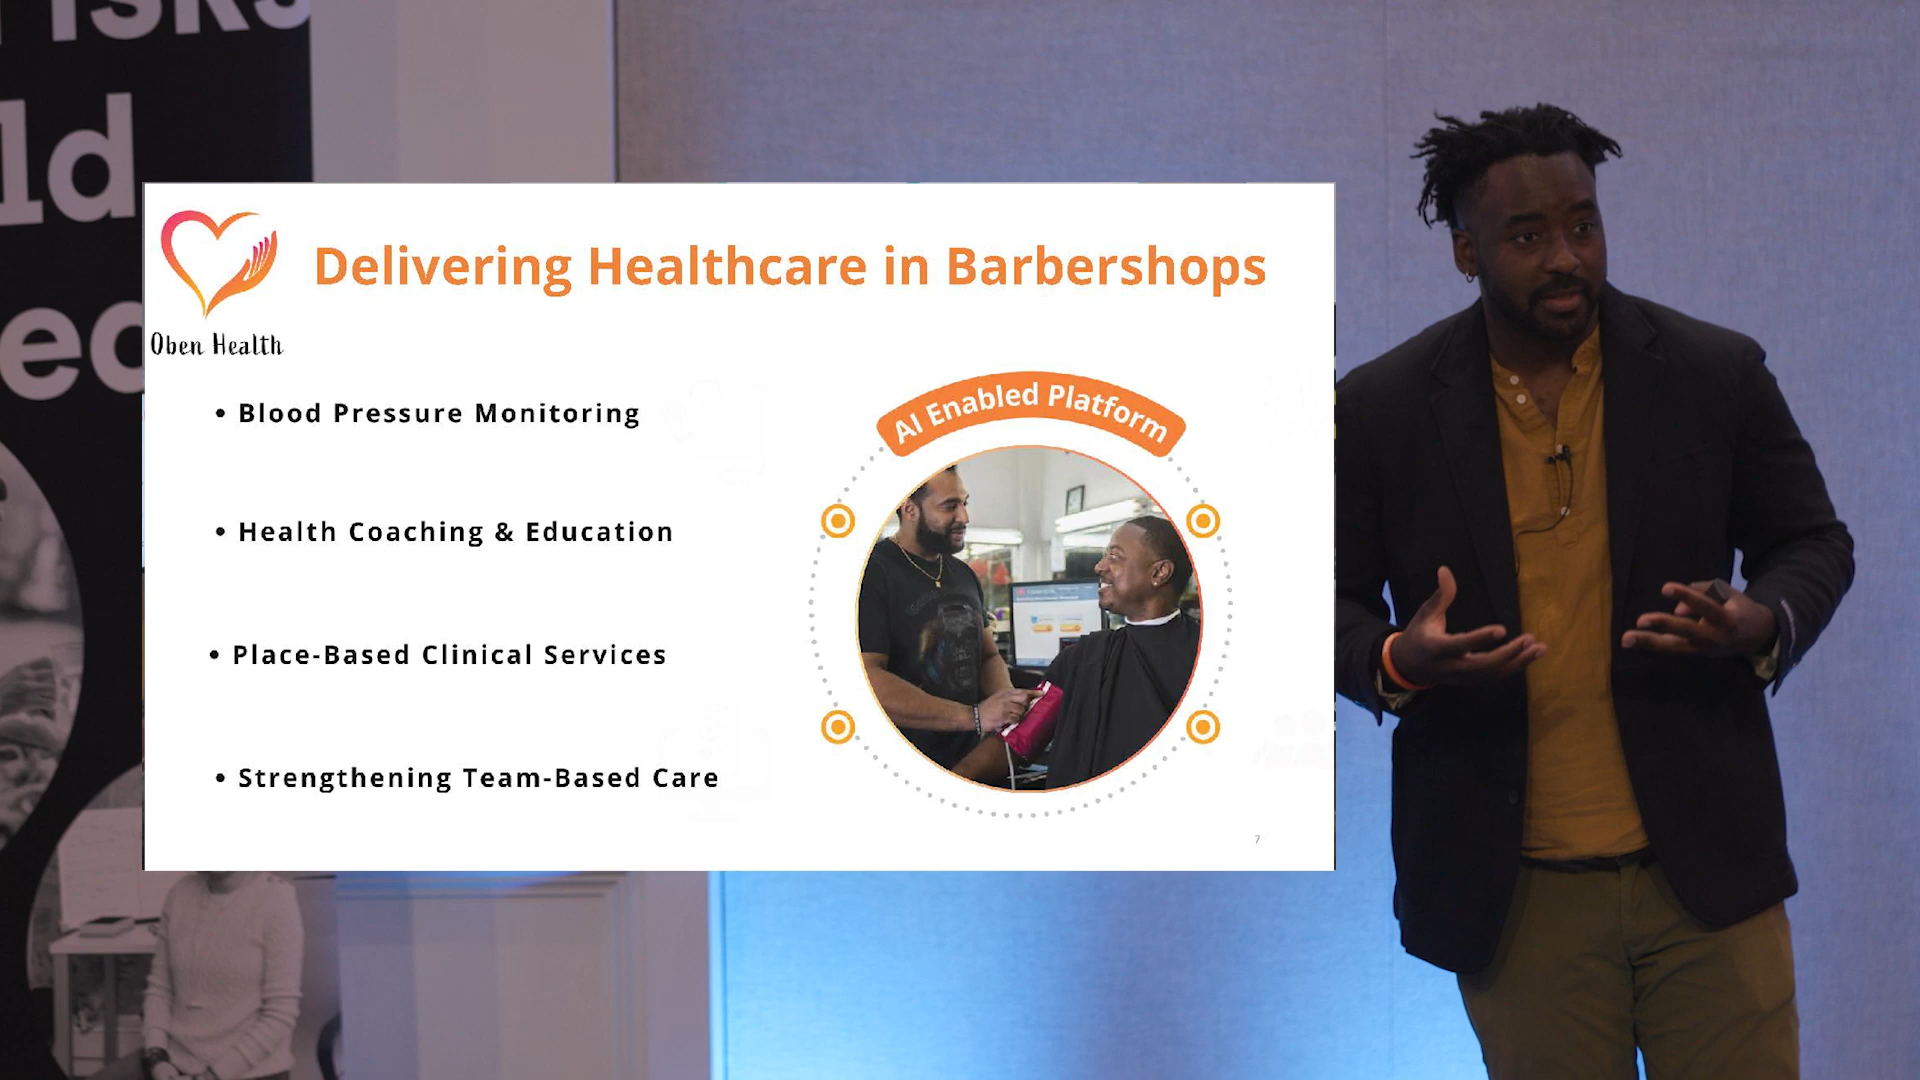 ld
Delivering Healthcare in Barbershops
Oben Health
AI Enabled Platform
• Blood Pressure Monitoring
• Health Coaching & Education
• Place-Based Clinical Services
• Strengthening Team-Based Care
7